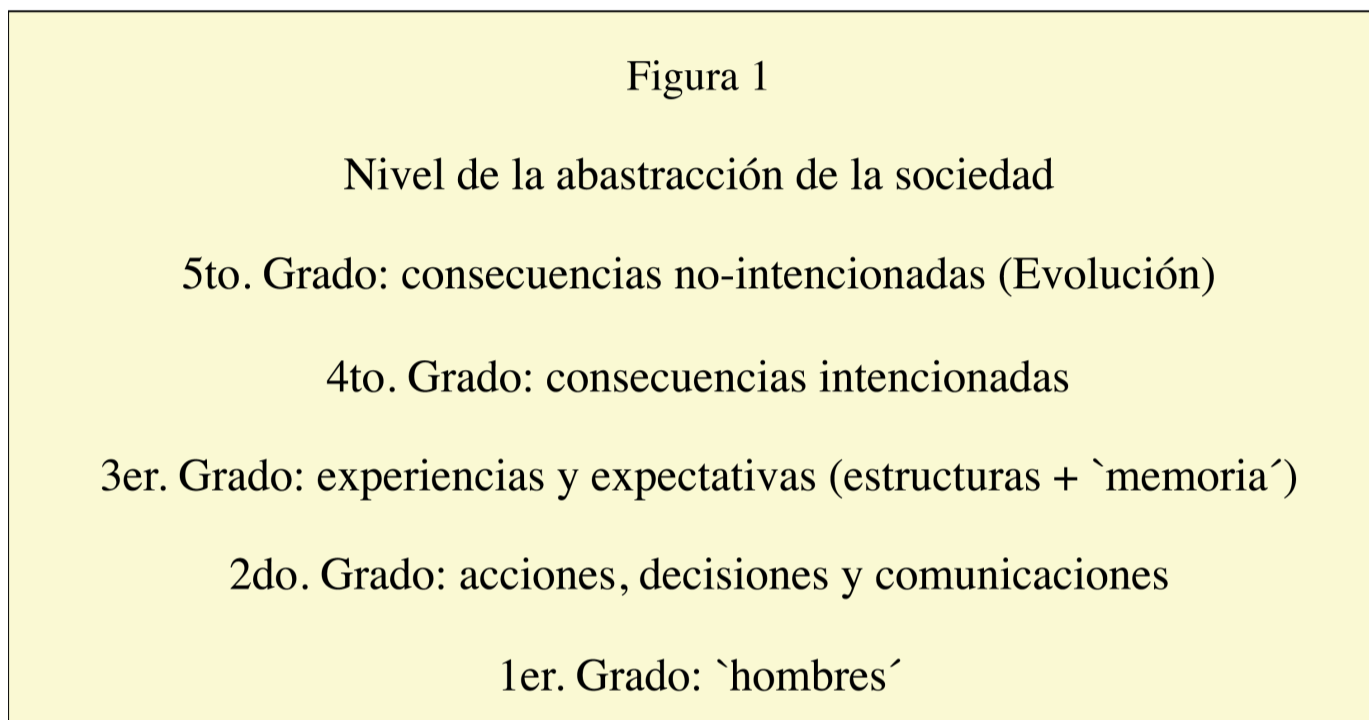 Figura 1
Nivel de la abastracción de la sociedad
5to. Grado: consecuencias no-intencionadas (Evolución)
4to. Grado: consecuencias intencionadas
3er. Grado: experiencias y expectativas (estructuras + `memoria´)
2do. Grado: acciones, decisiones y comunicaciones
1er. Grado: `hombres´